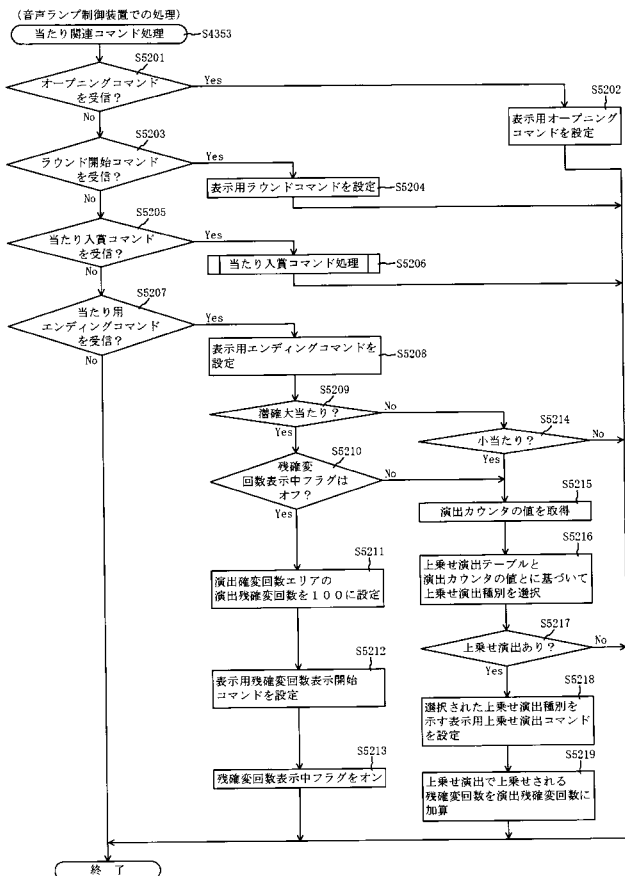 (音声ランプ制御装置での処理)
当たり関連コマンド処理
S4353
S5201
オープニングコマンド
を受信?
Yes
No
S5202
表示用オープニング
コマンドを設定
S5203
ラウンド開始コマンド
を受信?
Yes
No
表示用ラウンドコマンドを設定
S5204
S5205
当たり入賞コマンド
を受信?
Yes
No
当たり入賞コマンド処理
S5206
S5207
当たり用
エンディングコマンド
を受信?
Yes
No
表示用エンディングコマンドを
設定
S5208
S5209
潜確大当たり?
No
Yes
S5214
小当たり?
No
Yes
S5210
残確変
回数表示中フラグは
オフ?
No
Yes
S5215
演出カウンタの値を取得
S5216
上乗せ演出テーブルと
演出カウンタの値とに基づいて
上乗せ演出種別を選択
S5211
演出確変回数エリアの
演出残確変回数を100に設定
S5217
上乗せ演出あり?
No
Yes
S5212
表示用残確変回数表示開始
コマンドを設定
S5218
選択された上乗せ演出種別を
示す表示用上乗せ演出コマンド
を設定
S5213
残確変回数表示中フラグをオン
S5219
上乗せ演出で上乗せされる
残確変回数を演出残確変回数に
加算
終了